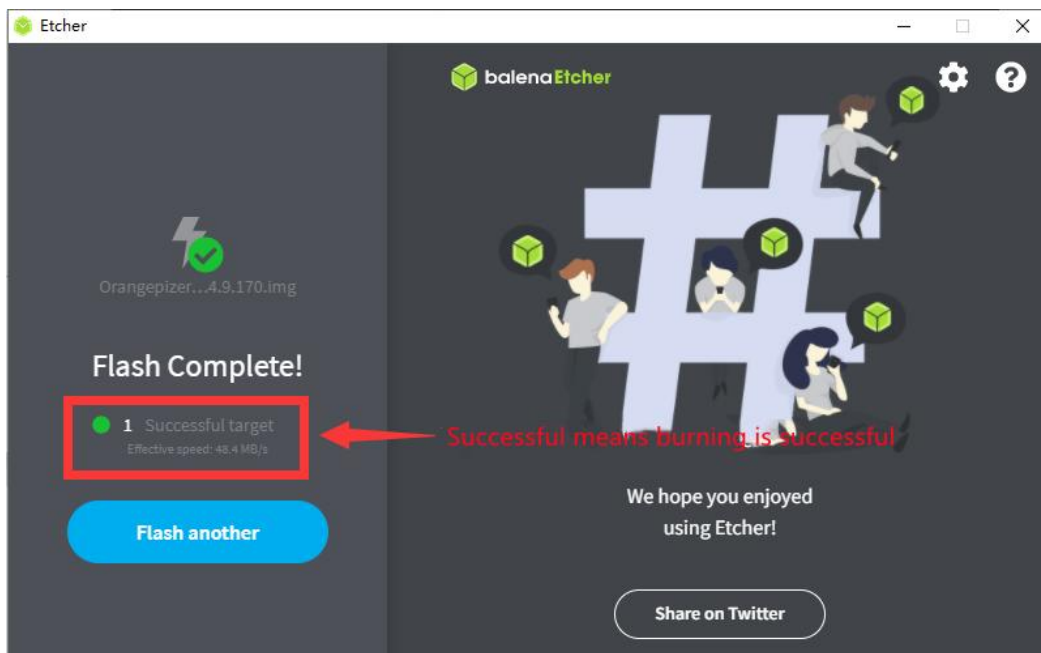 Etcher
balenaEtcher
Orangepizer...4.9.170.img
Flash Complete!
1 Successful target
Effective speed: 48.4 MB/s
Successful means burning is successful
Flash another
We hope you enjoyed
using Etcher!
Share on Twitter